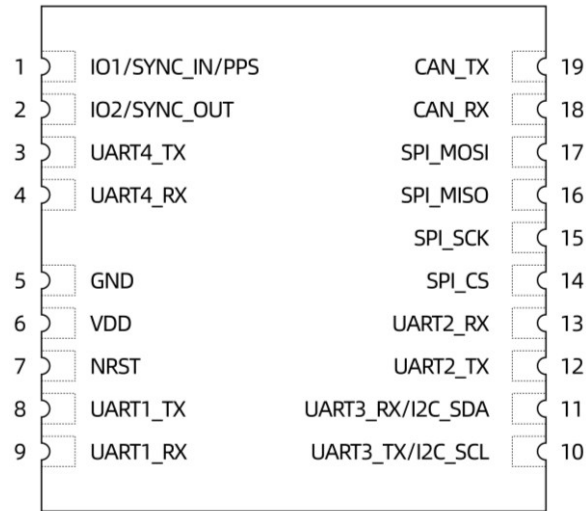 1 IO1/SYNC_IN/PPS CAN_TX 19
2 IO2/SYNC_OUT CAN_RX 18
3 UART4_TX SPI_MOSI 17
4 UART4_RX SPI_MISO 16
SPI_SCK 15
5 GND SPI_CS 14
6 VDD UART2_RX 13
7 NRST UART2_TX 12
8 UART1_TX UART3_RX/I2C_SDA 11
9 UART1_RX UART3_TX/I2C_SCL 10